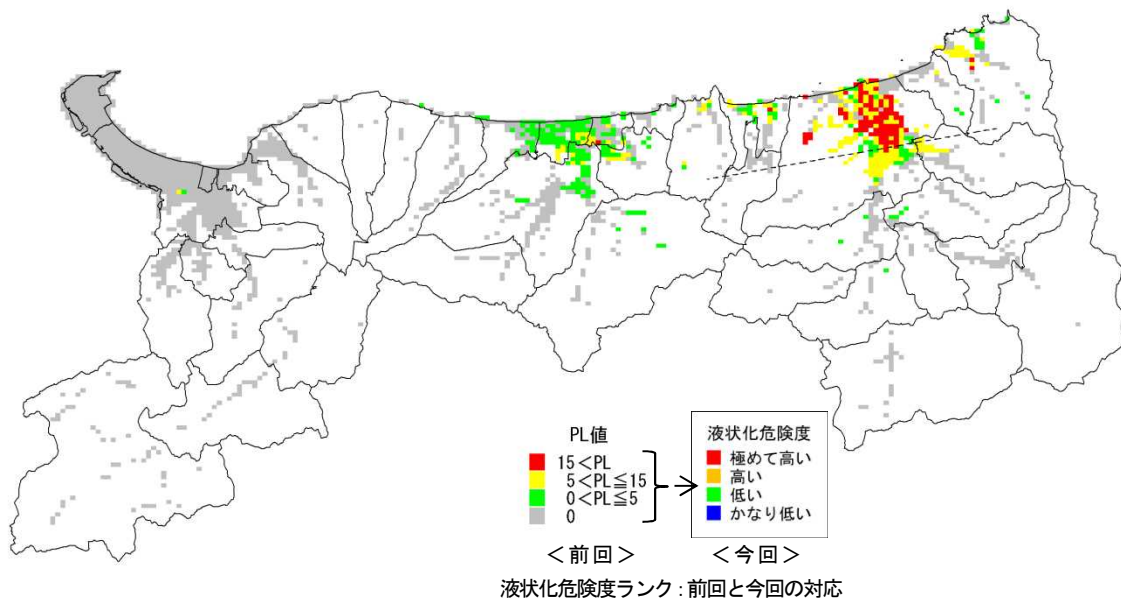 PL値
15<PL
5<PL≦15
0<PL≦5
0
液状化危険度
極めて高い
高い
低い
かなり低い
<前回>
<今回>
液状化危険度ランク:前回と今回の対応